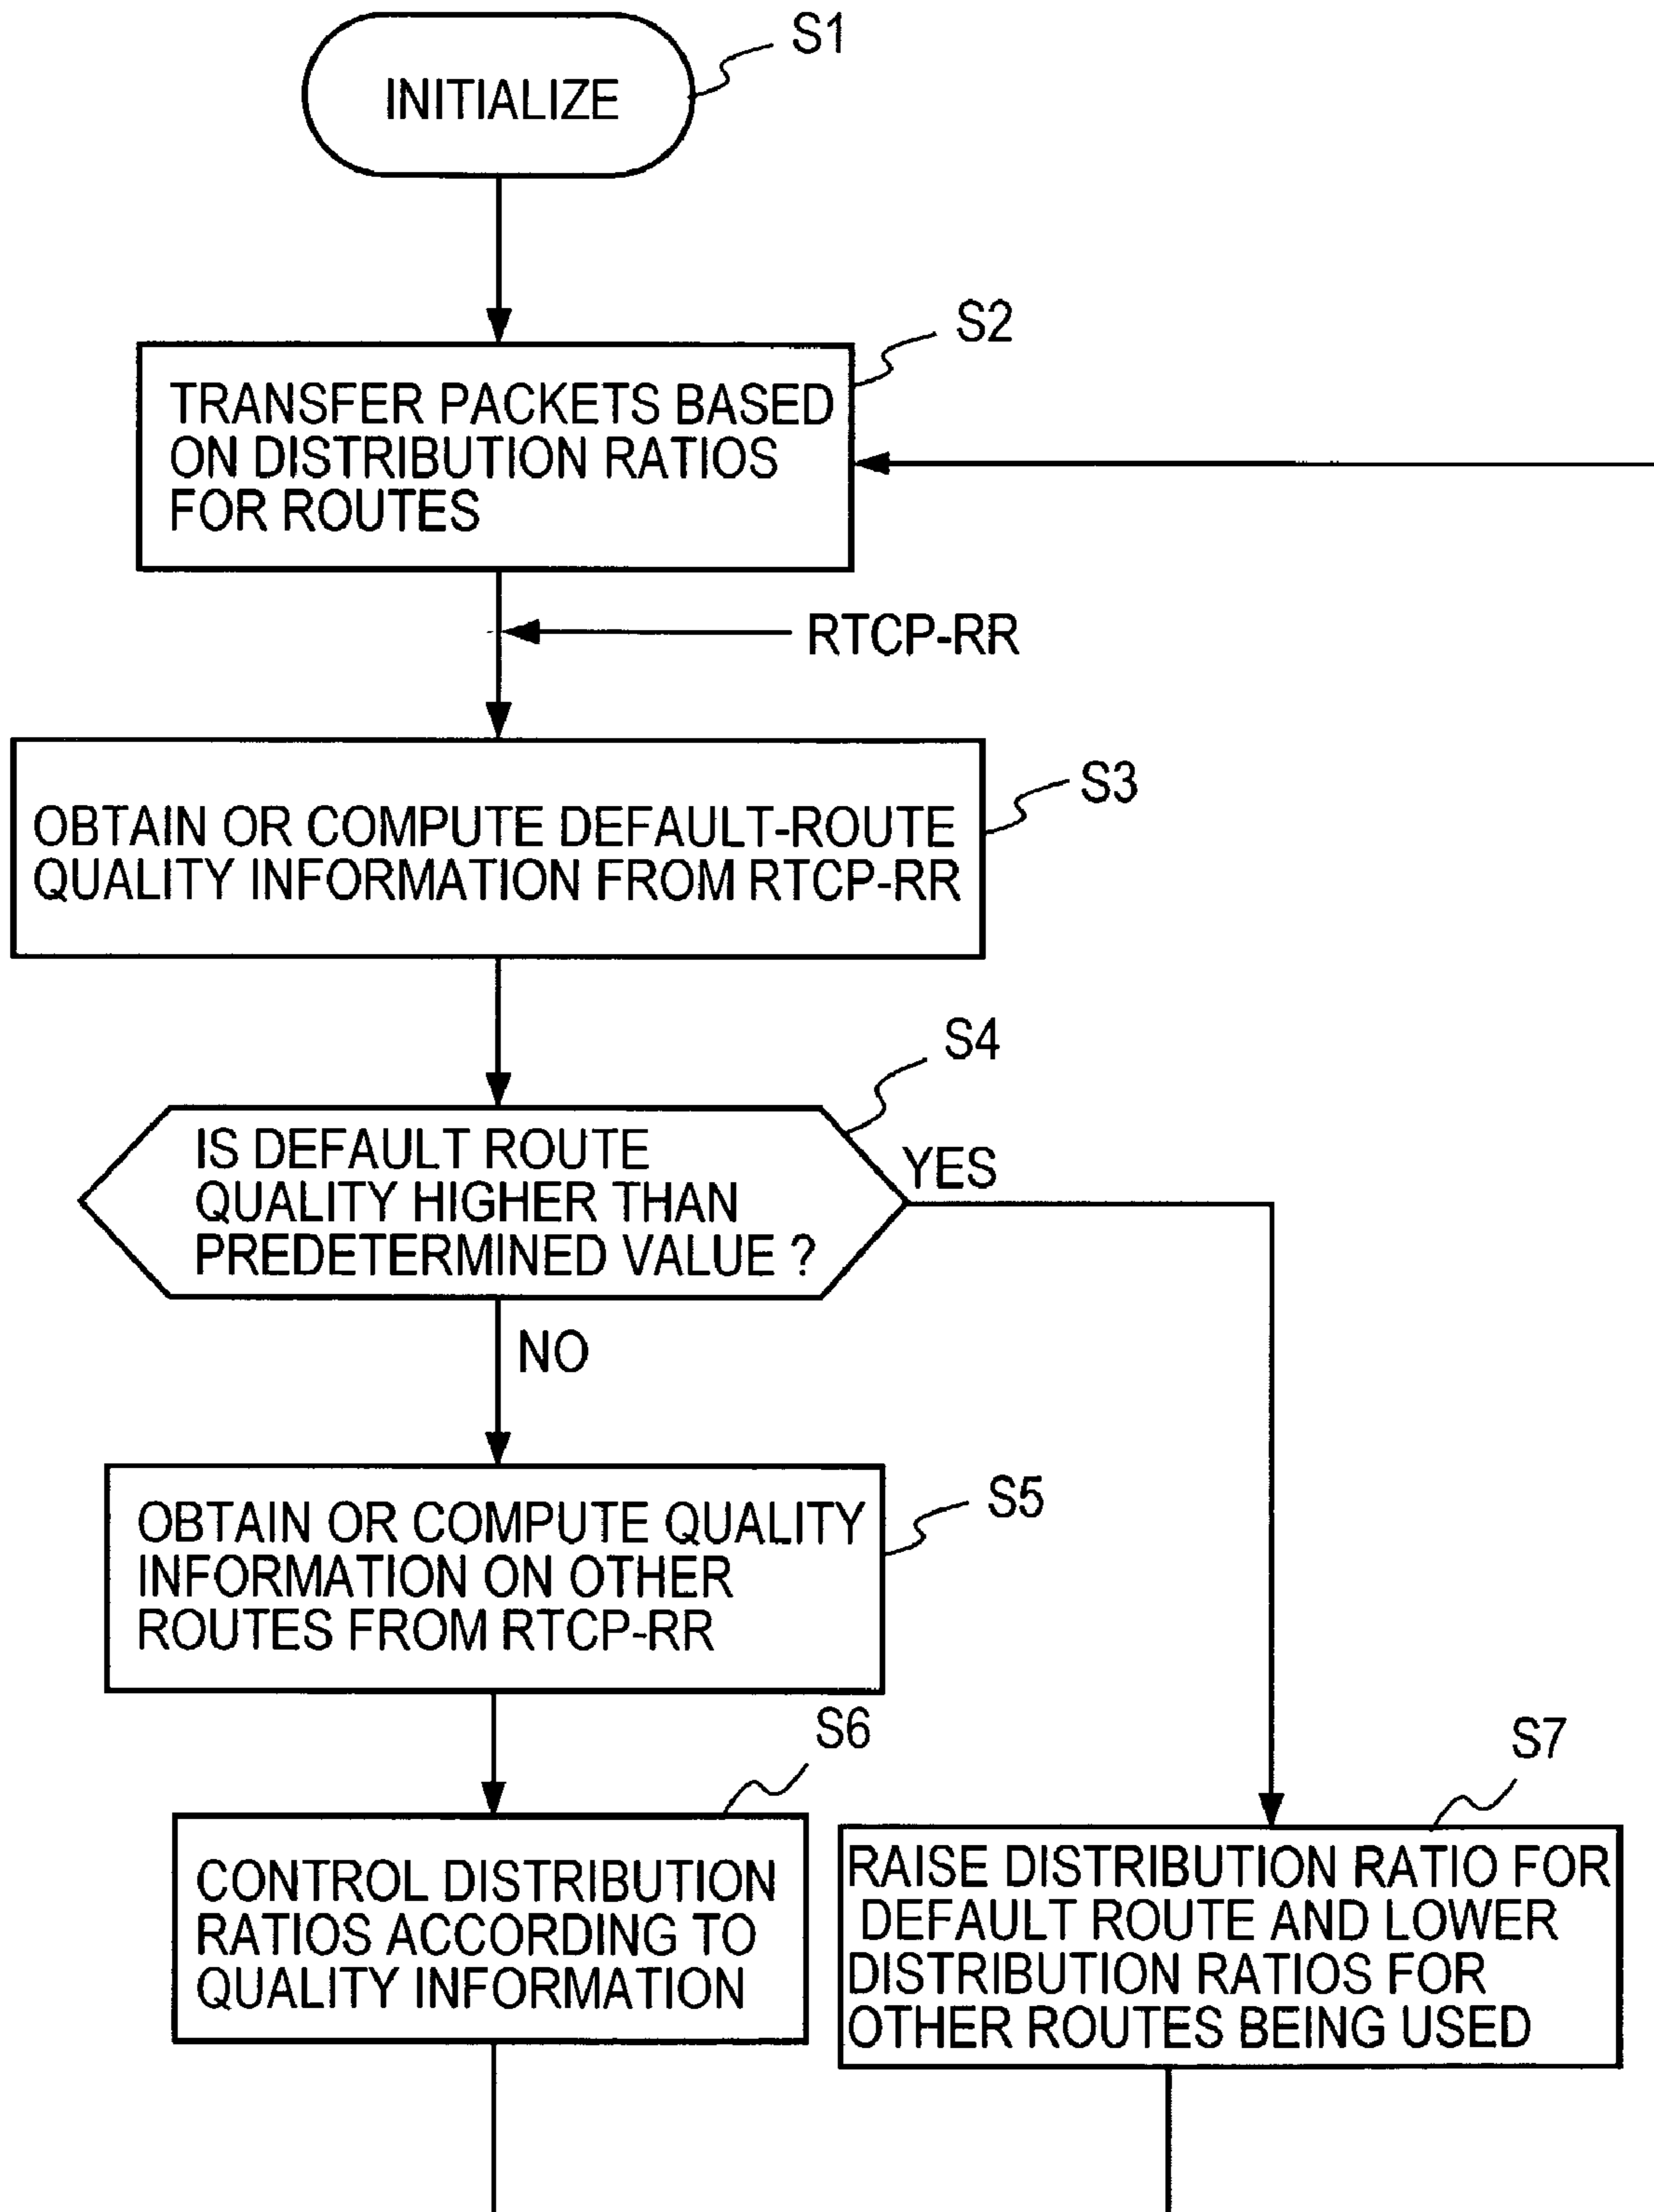 S1
INITIALIZE
S2
TRANSFER PACKETS BASED
ON DISTRIBUTION RATIOS
FOR ROUTES
RTCP-RR
S3
OBTAIN OR COMPUTE DEFAULT-ROUTE
QUALITY INFORMATION FROM RTCP-RR
S4
IS DEFAULT ROUTE
QUALITY HIGHER THAN
PREDETERMINED VALUE ?
YES
NO
S5
OBTAIN OR COMPUTE QUALITY
INFORMATION ON OTHER
ROUTES FROM RTCP-RR
S6
CONTROL DISTRIBUTION
RATIOS ACCORDING TO
QUALITY INFORMATION
S7
RAISE DISTRIBUTION RATIO FOR
DEFAULT ROUTE AND LOWER
DISTRIBUTION RATIOS FOR
OTHER ROUTES BEING USED